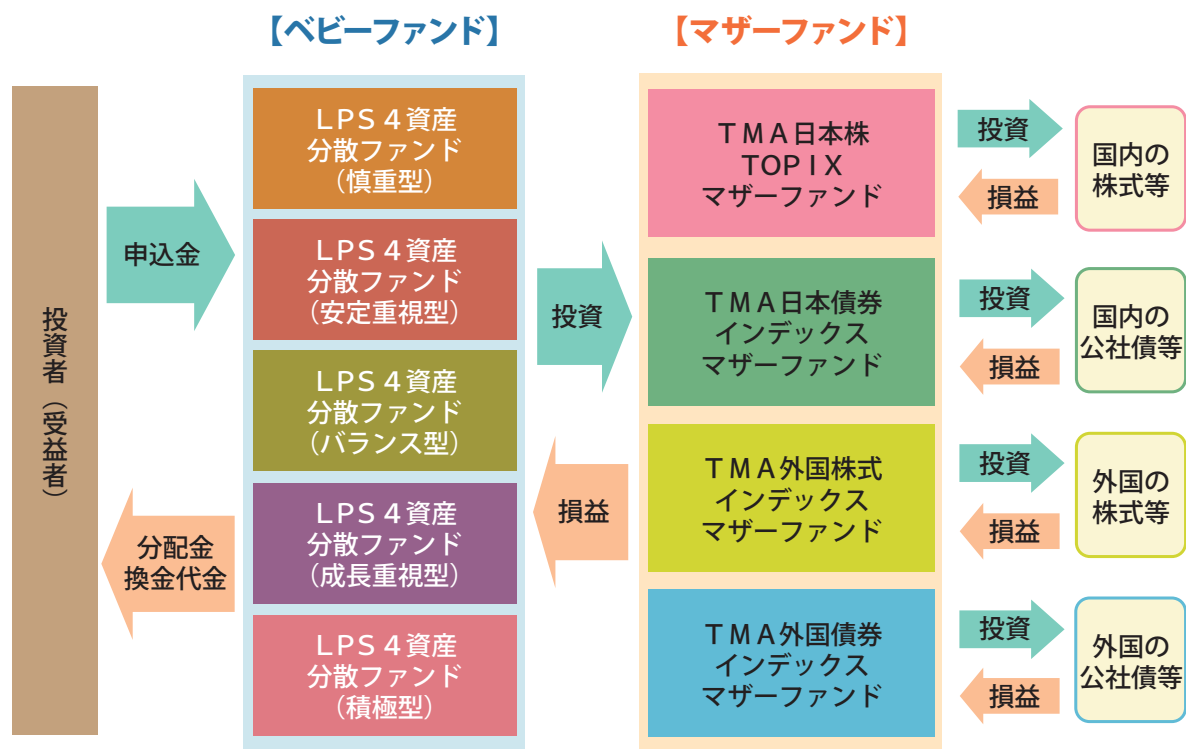 【ベビーファンド】
【マザーファンド】
投資者（受益者）
申込金
分配金
換金代金
ＬＰＳ４資産
分散ファンド
（慎重型）
ＬＰＳ４資産
分散ファンド
（安定重視型）
ＬＰＳ４資産
分散ファンド
（バランス型）
ＬＰＳ４資産
分散ファンド
（成長重視型）
ＬＰＳ４資産
分散ファンド
（積極型）
投資
損益
ＴＭＡ日本株
ＴＯＰＩＸ
マザーファンド
投資
損益
国内の
株式等
ＴＭＡ日本債券
インデックス
マザーファンド
投資
損益
国内の
公社債等
ＴＭＡ外国株式
インデックス
マザーファンド
投資
損益
外国の
株式等
ＴＭＡ外国債券
インデックス
マザーファンド
投資
損益
外国の
公社債等